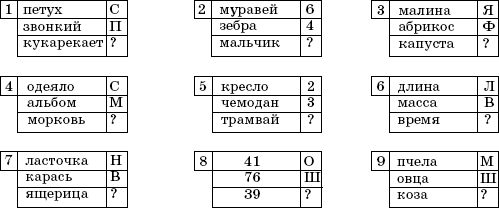 1 петух С
звонкий П
кукарекает ?
2 муравей 6
зебра 4
мальчик ?
3 малина Я
абрикос Ф
капуста ?
4 одеяло С
альбом М
морковь ?
5 кресло 2
чемодан 3
трамвай ?
6 длина Л
масса В
время ?
7 ласточка Н
карась В
ящерица ?
8 41 О
76 Ш
39 ?
9 пчела М
овца Ш
коза ?